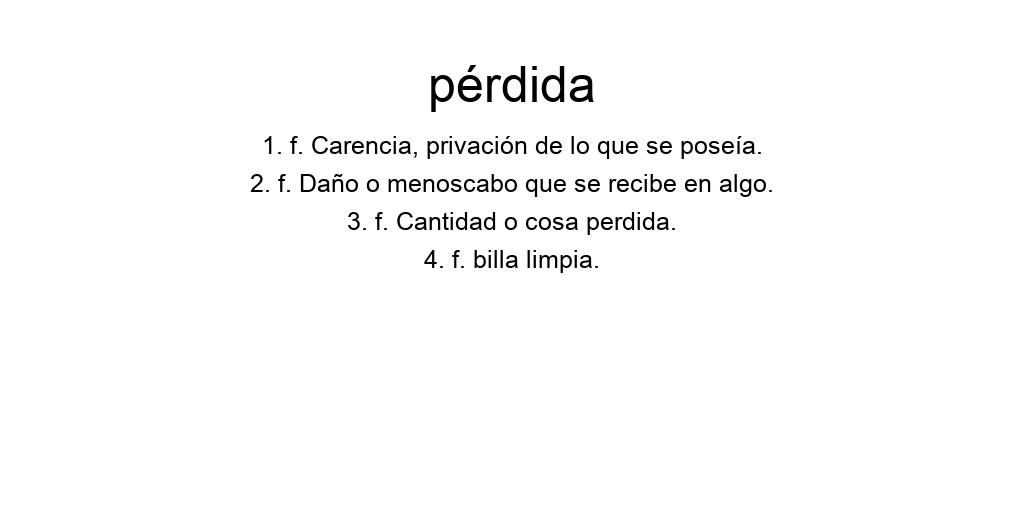 pérdida
1. f. Carencia, privación de lo que se poseía.
2. f. Daño o menoscabo que se recibe en algo.
3. f. Cantidad o cosa perdida.
4. f. billa limpia.